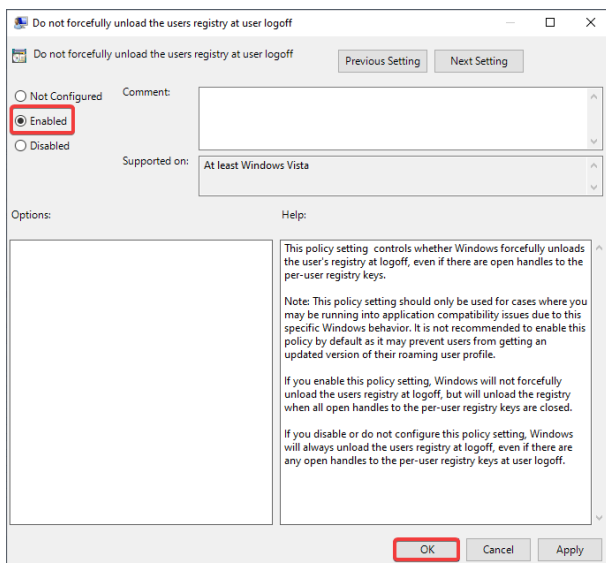 Do not forcefully unload the users registry at user logoff
Do not forcefully unload the users registry at user logoff
Previous Setting
Next Setting
Not Configured
Comment:
Enabled
Disabled
Supported on:
At least Windows Vista
Options:
Help:
This policy setting  controls whether Windows forcefully unloads
the user's registry at logoff, even if there are open handles to the
per-user registry keys.
Note: This policy setting should only be used for cases where you
may be running into application compatibility issues due to this
specific Windows behavior. It is not recommended to enable this
policy by default as it may prevent users from getting an
updated version of their roaming user profile.
If you enable this policy setting, Windows will not forcefully
unload the users registry at logoff, but will unload the registry
when all open handles to the per-user registry keys are closed.
If you disable or do not configure this policy setting, Windows
will always unload the users registry at logoff, even if there are
any open handles to the per-user registry keys at user logoff.
OK
Cancel
Apply